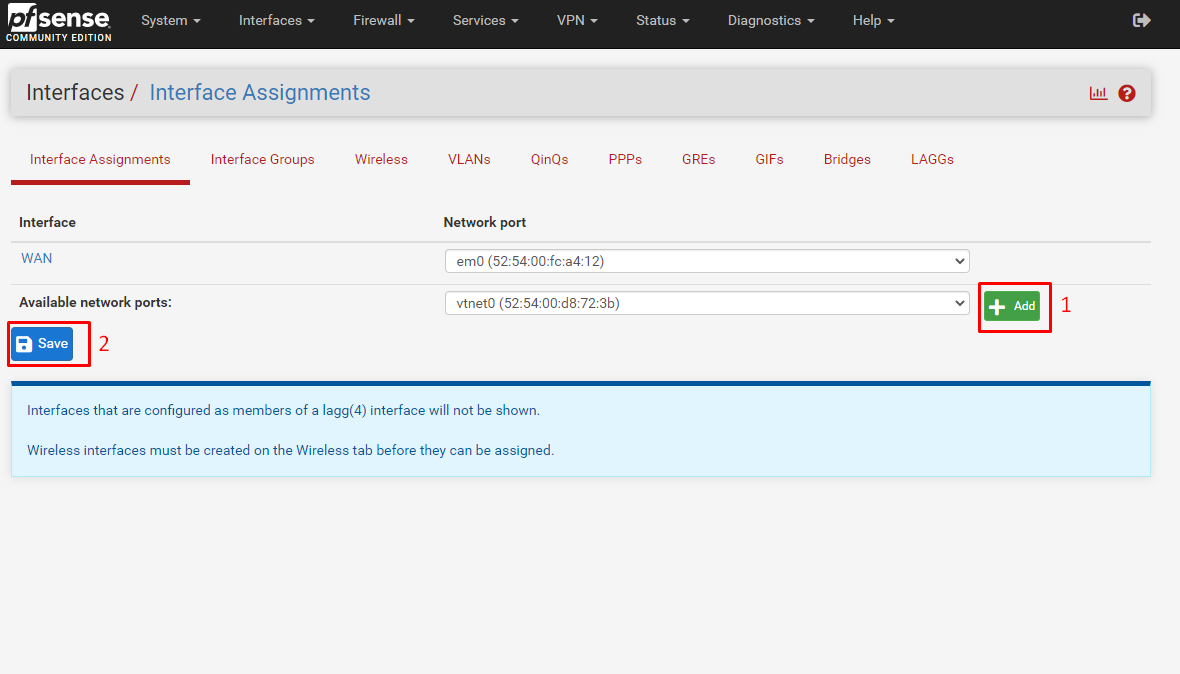 pfsense System Interfaces Firewall Services VPN Status Diagnostics Help
COMMUNITY EDITION
Interfaces / Interface Assignments
Interface Assignments Interface Groups Wireless VLANs QinQs PPPs GREs GIFs Bridges LAGGs
Interface Network port
WAN em0 (52:54:00:fc:a4:12)
Available network ports: vtnet0 (52:54:00:d8:72:3b) Add 1
Save 2
Interfaces that are configured as members of a lagg(4) interface will not be shown.
Wireless interfaces must be created on the Wireless tab before they can be assigned.